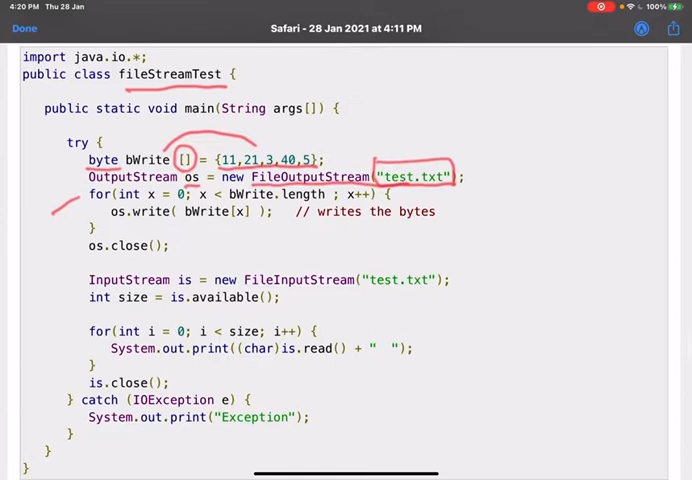 4:20 PM Thu 28 Jan
100%
Done
Safari - 28 Jan 2021 at 4:11 PM
import java.io.*;
public class fileStreamTest {
public static void main(String args[]) {
try {
byte bWrite [] = {11,21,3,40,5};
OutputStream os = new FileOutputStream("test.txt");
for(int x = 0; x < bWrite.length ; x++) {
os.write( bWrite[x] ); // writes the bytes
}
os.close();
InputStream is = new FileInputStream("test.txt");
int size = is.available();
for(int i = 0; i < size; i++) {
System.out.print((char)is.read() + " ");
}
is.close();
} catch (IOException e) {
System.out.print("Exception");
}
}
}